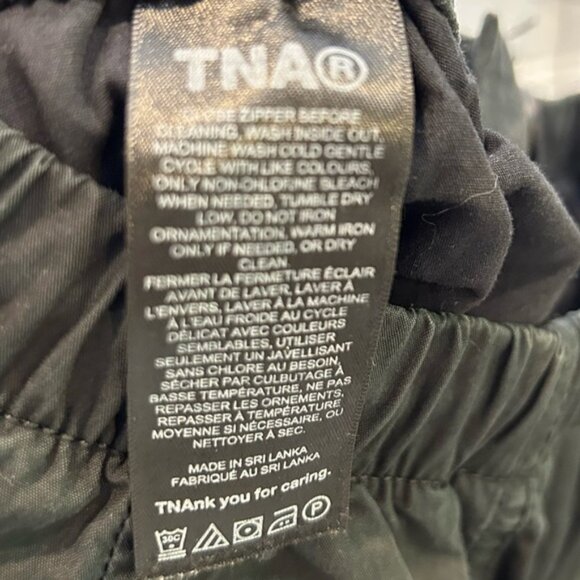 TNA®
CLOSE ZIPPER BEFORE
CLEANING. WASH INSIDE OUT.
MACHINE WASH COLD GENTLE
CYCLE WITH LIKE COLOURS.
ONLY NON-CHLORINE BLEACH
WHEN NEEDED. TUMBLE DRY
LOW. DO NOT IRON
ORNAMENTATION. WARM IRON
ONLY IF NEEDED. OR DRY
CLEAN.
FERMER LA FERMETURE ÉCLAIR
AVANT DE LAVER. LAVER À
L'ENVERS. LAVER À LA MACHINE
À L'EAU FROIDE AU CYCLE
DÉLICAT AVEC COULEURS
SEMBLABLES. UTILISER
SEULEMENT UN JAVELLISANT
SANS CHLORE AU BESOIN.
SÉCHER PAR CULBUTAGE À
BASSE TEMPÉRATURE. NE PAS
REPASSER LES ORNEMENTS.
REPASSER À TEMPÉRATURE
MOYENNE SI NÉCESSAIRE. OU
NETTOYER À SEC.
MADE IN SRI LANKA
FABRIQUÉ AU SRI LANKA
TNAnk you for caring.
30C P